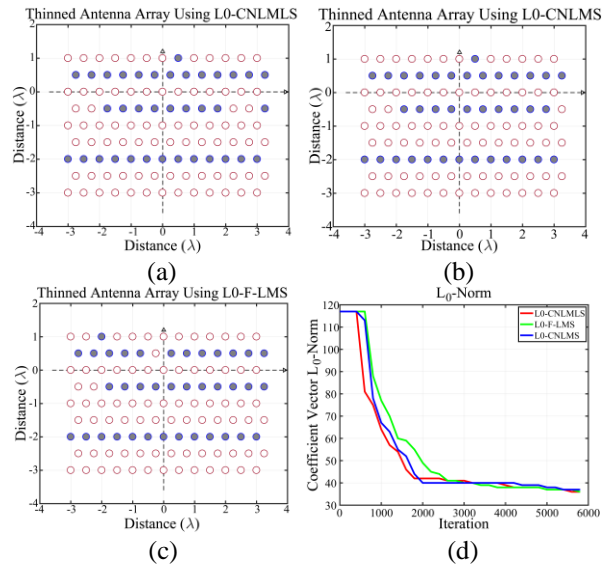 Thinned Antenna Array Using L0-CNLMLS
2
1
0
-1
-2
-3
-4
Distance (λ)
-4 -3 -2 -1 0 1 2 3 4
Distance (λ)
(a)
Thinned Antenna Array Using L0-CNLMS
2
1
0
-1
-2
-3
-4
Distance (λ)
-4 -3 -2 -1 0 1 2 3 4
Distance (λ)
(b)
Thinned Antenna Array Using L0-F-LMS
2
1
0
-1
-2
-3
-4
Distance (λ)
-4 -3 -2 -1 0 1 2 3 4
Distance (λ)
(c)
L₀-Norm
120
110
100
90
80
70
60
50
40
30
Coefficient Vector L₀-Norm
L0-CNLMLS
L0-F-LMS
L0-CNLMS
0 1000 2000 3000 4000 5000 6000
Iteration
(d)